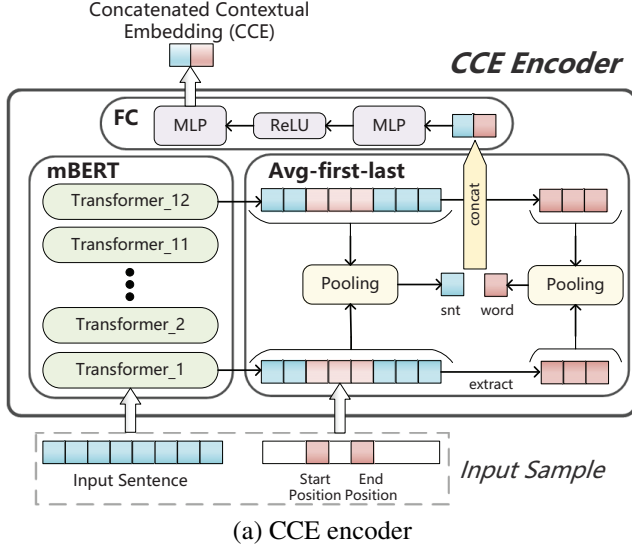 Concatenated Contextual
Embedding (CCE)
CCE Encoder
FC
MLP
ReLU
MLP
mBERT
Avg-first-last
Transformer_12
Transformer_11
Transformer_2
Transformer_1
concat
Pooling
snt
word
Pooling
extract
Input Sentence
Start
Position
End
Position
Input Sample
(a) CCE encoder